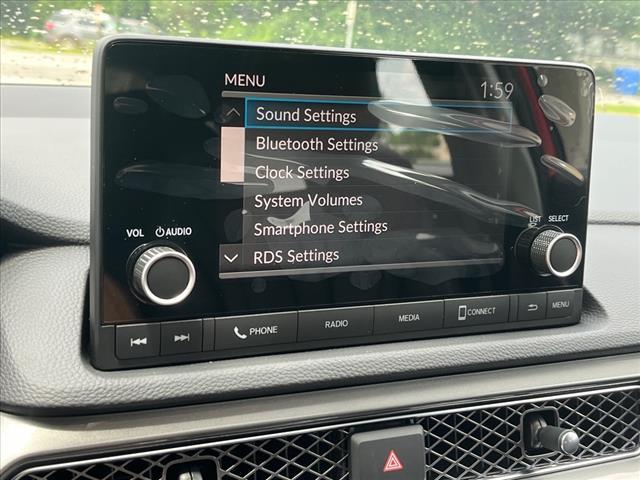 MENU
1:59
Sound Settings
Bluetooth Settings
Clock Settings
System Volumes
Smartphone Settings
RDS Settings
VOL AUDIO
LIST SELECT
PHONE
RADIO
MEDIA
CONNECT
MENU